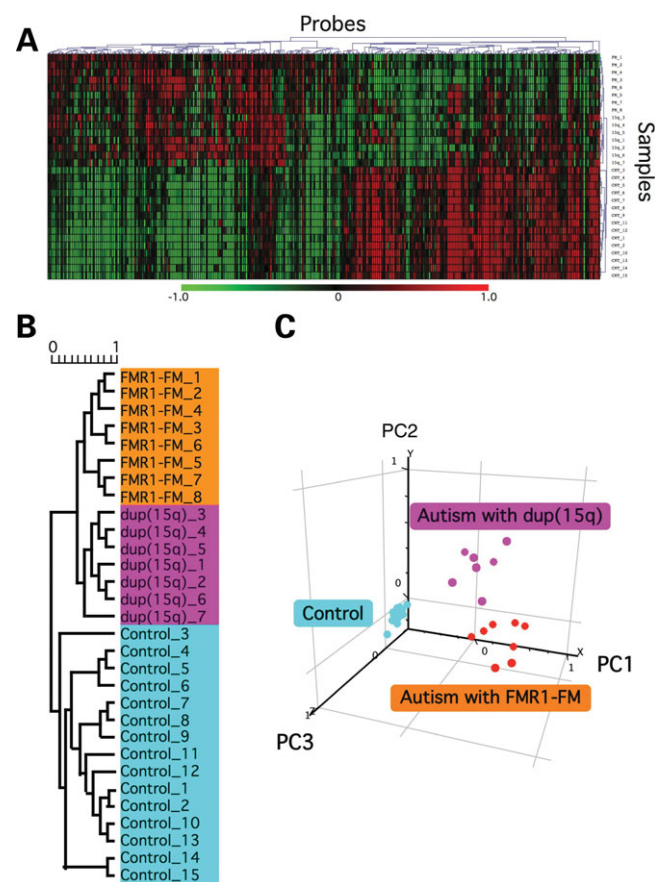 A
Probes
Samples
-1.0 0 1.0
B
0 1
FMR1-FM_1
FMR1-FM_2
FMR1-FM_4
FMR1-FM_3
FMR1-FM_6
FMR1-FM_5
FMR1-FM_7
FMR1-FM_8
dup(15q)_3
dup(15q)_4
dup(15q)_5
dup(15q)_1
dup(15q)_2
dup(15q)_6
dup(15q)_7
Control_3
Control_4
Control_5
Control_6
Control_7
Control_8
Control_9
Control_11
Control_12
Control_1
Control_2
Control_10
Control_13
Control_14
Control_15
C
PC2
Y
1
Autism with dup(15q)
0
Control
0
0
X
1
PC1
Autism with FMR1-FM
1
Z
PC3